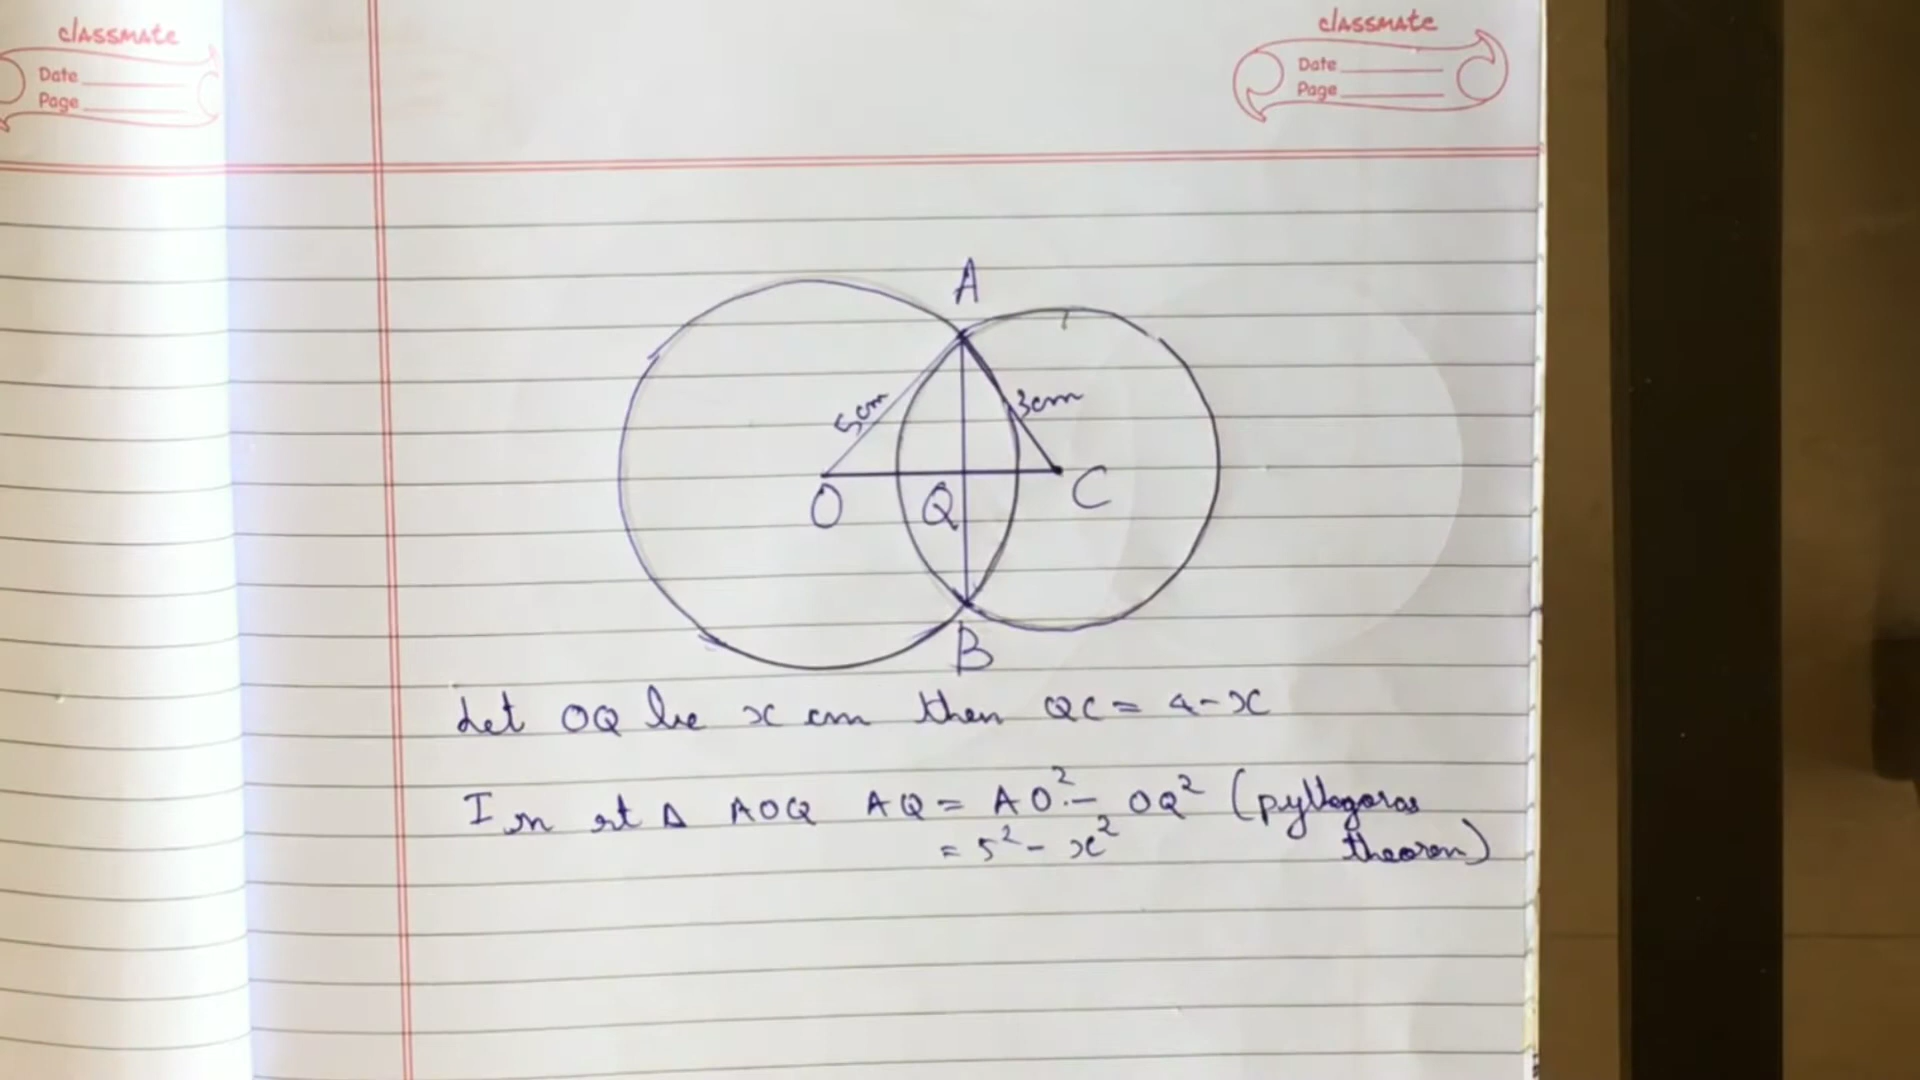 classmate
Date
Page
classmate
Date
Page
A
5cm
3cm
O
Q
C
B
Let OQ be x cm then QC = 4-x
In rt Δ AOQ AQ = AO² - OQ² (pythagoras
= 5² - x² theorem)